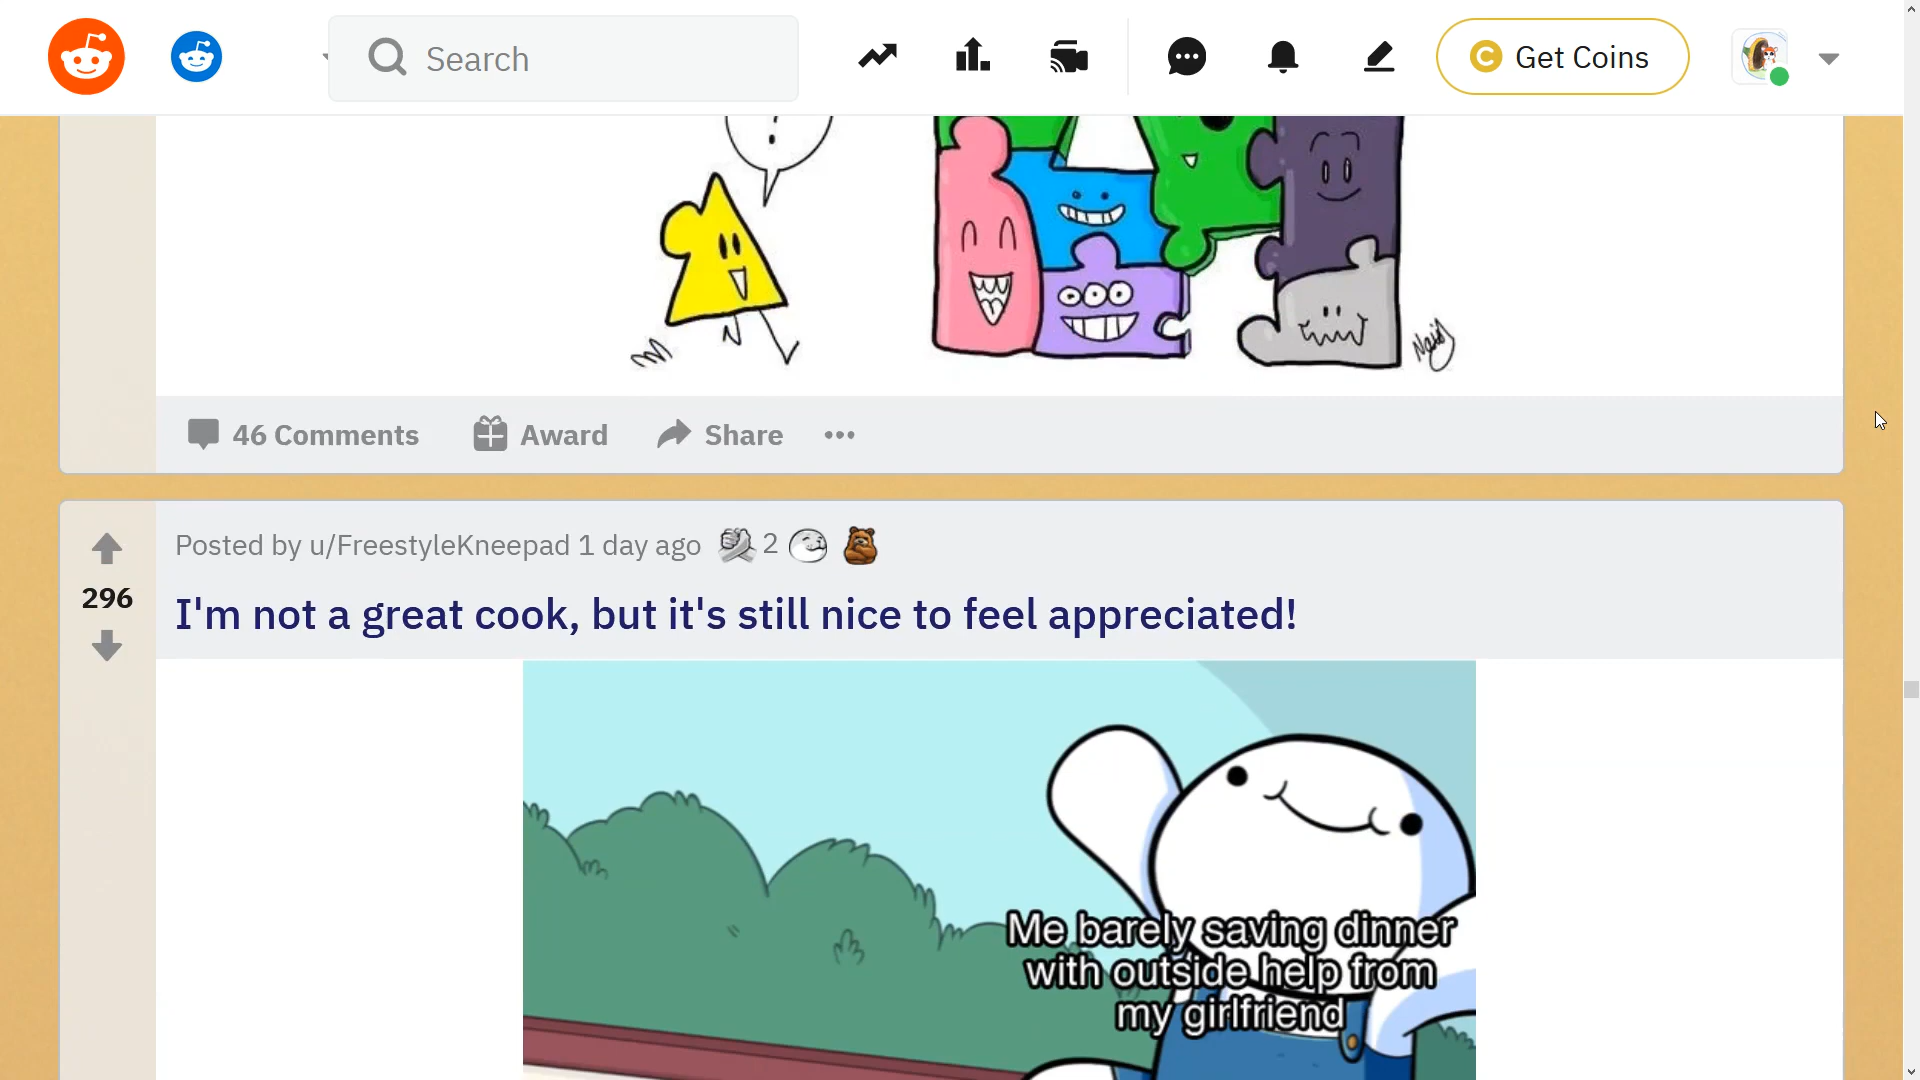 Search
Get Coins
46 Comments
Award
Share
Posted by u/FreestyleKneepad 1 day ago
2
296
I'm not a great cook, but it's still nice to feel appreciated!
Me barely saving dinner
with outside help from
my girlfriend